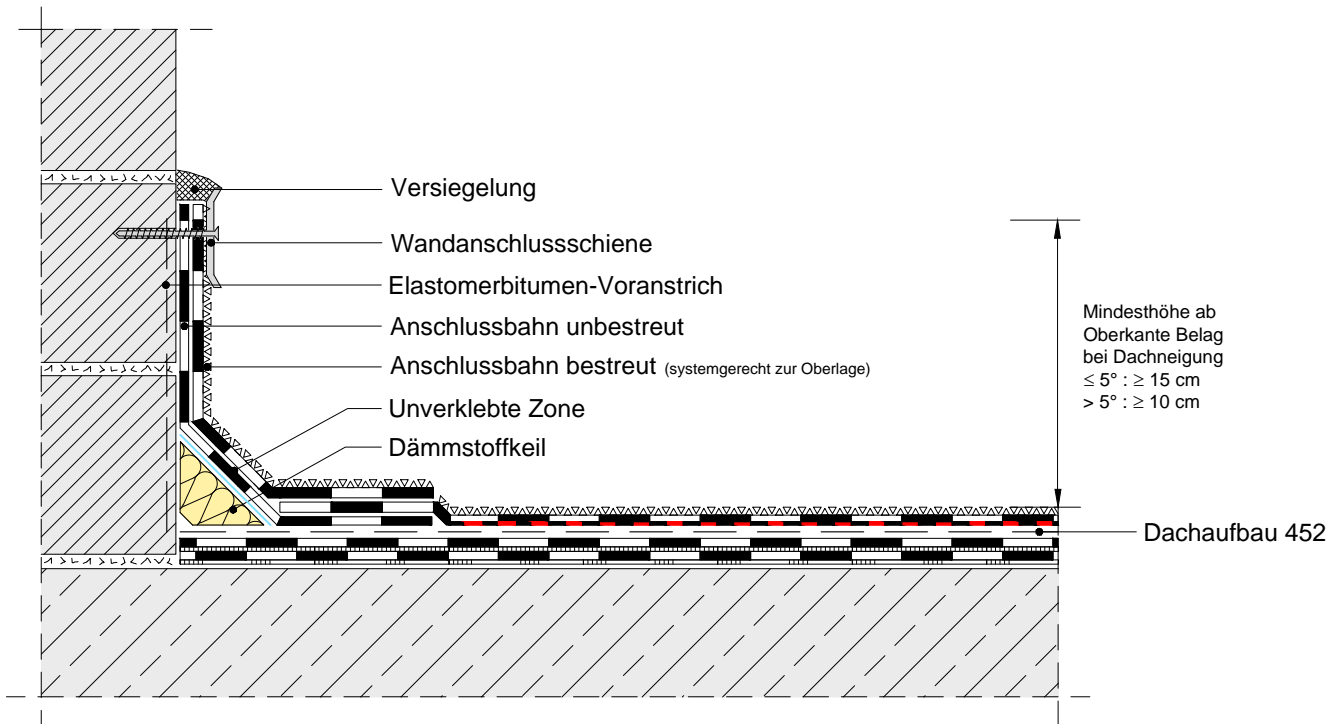 Versiegelung
Wandanschlussschiene
Elastomerbitumen-Voranstrich
Anschlussbahn unbestreut
Anschlussbahn bestreut (systemgerecht zur Oberlage)
Unverklebte Zone
Dämmstoffkeil
Mindesthöhe ab
Oberkante Belag
bei Dachneigung
≤ 5° : ≥ 15 cm
> 5° : ≥ 10 cm
Dachaufbau 452